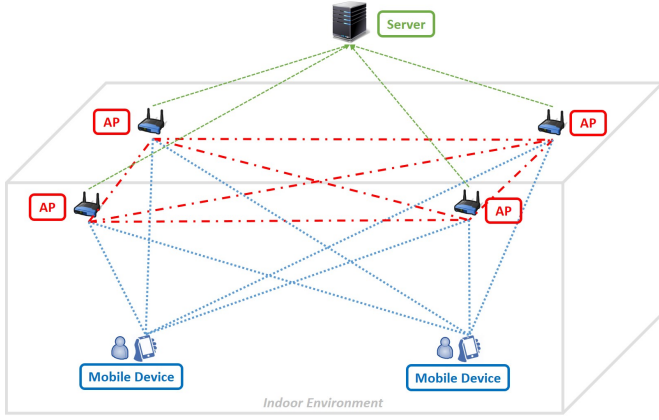 Server
AP
AP
AP
AP
Mobile Device
Mobile Device
Indoor Environment